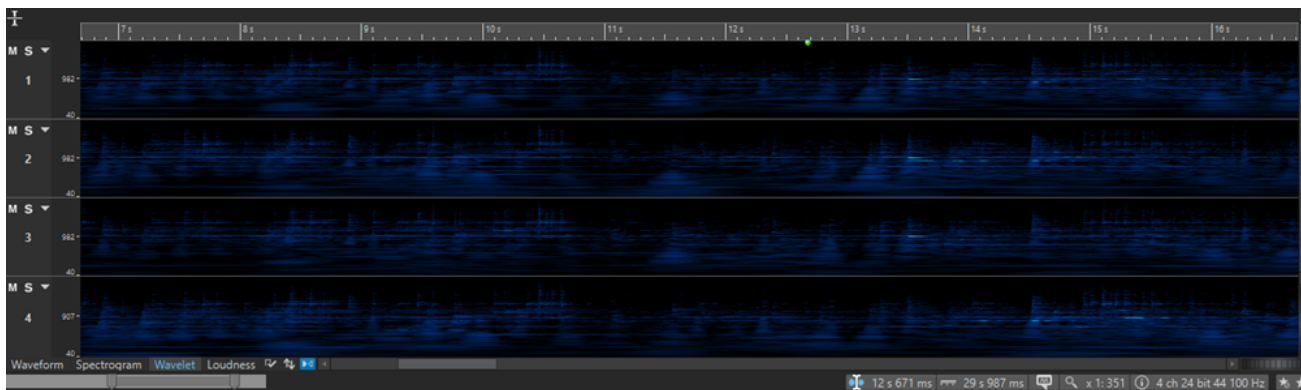 7 s 8 s 9 s 10 s 11 s 12 s 13 s 14 s 15 s 16 s
M S
1 982
40
M S
2 982
40
M S
3 982
40
M S
4 907
40
Waveform Spectrogram Wavelet Loudness
12 s 671 ms 29 s 987 ms x 1: 351 4 ch 24 bit 44 100 Hz